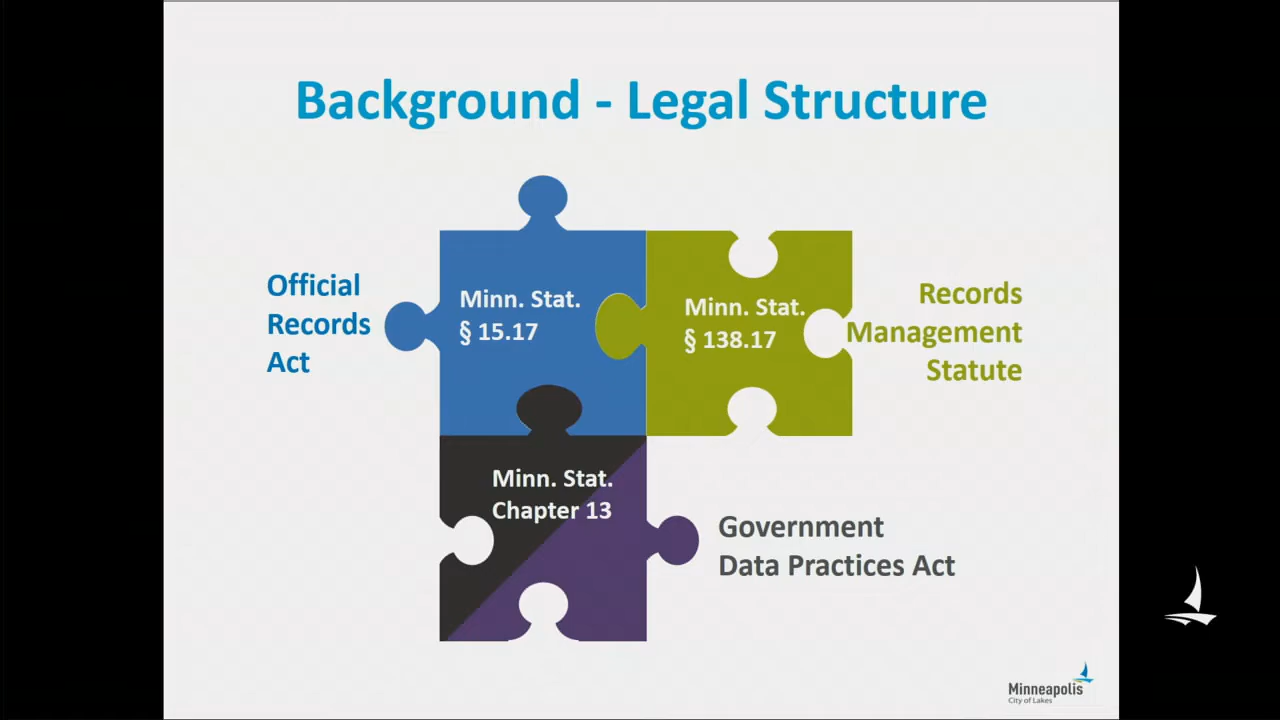 Background - Legal Structure
Official
Records
Act
Minn. Stat.
§ 15.17
Minn. Stat.
§ 138.17
Records
Management
Statute
Minn. Stat.
Chapter 13
Government
Data Practices Act
Minneapolis
City of Lakes